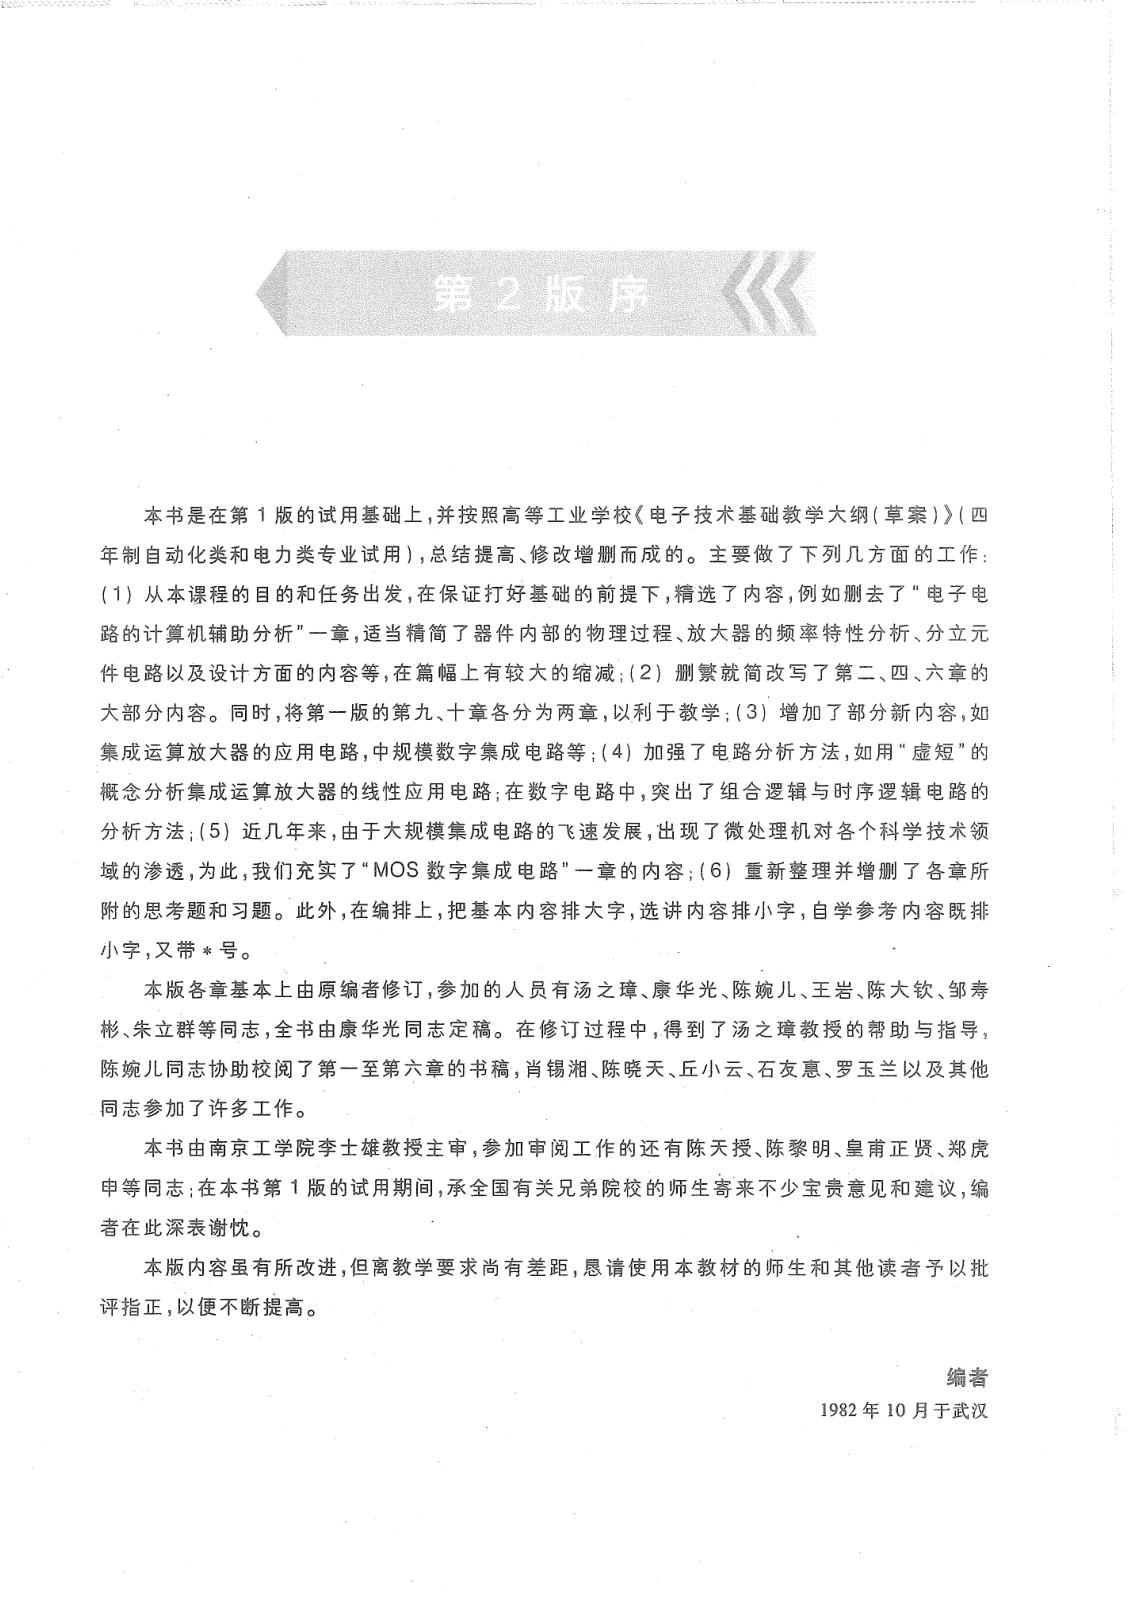 第 2 版 序
本书是在第 1 版的试用基础上,并按照高等工业学校《电子技术基础教学大纲(草案)》(四
年制自动化类和电力类专业试用),总结提高、修改增删而成的。主要做了下列几方面的工作:
(1) 从本课程的目的和任务出发,在保证打好基础的前提下,精选了内容,例如删去了“电子电
路的计算机辅助分析”一章,适当精简了器件内部的物理过程、放大器的频率特性分析、分立元
件电路以及设计方面的内容等,在篇幅上有较大的缩减;(2) 删繁就简改写了第二、四、六章的
大部分内容。同时,将第一版的第九、十章各分为两章,以利于教学;(3) 增加了部分新内容,如
集成运算放大器的应用电路,中规模数字集成电路等;(4) 加强了电路分析方法,如用“虚短”的
概念分析集成运算放大器的线性应用电路;在数字电路中,突出了组合逻辑与时序逻辑电路的
分析方法;(5) 近几年来,由于大规模集成电路的飞速发展,出现了微处理机对各个科学技术领
域的渗透,为此,我们充实了“MOS 数字集成电路”一章的内容;(6) 重新整理并增删了各章所
附的思考题和习题。此外,在编排上,把基本内容排大字,选讲内容排小字,自学参考内容既排
小字,又带 * 号。
本版各章基本上由原编者修订,参加的人员有汤之璋、康华光、陈婉儿、王岩、陈大钦、邹寿
彬、朱立群等同志,全书由康华光同志定稿。在修订过程中,得到了汤之璋教授的帮助与指导,
陈婉儿同志协助校阅了第一至第六章的书稿,肖锡湘、陈晓天、丘小云、石友惠、罗玉兰以及其他
同志参加了许多工作。
本书由南京工学院李士雄教授主审,参加审阅工作的还有陈天授、陈黎明、皇甫正贤、郑虎
申等同志;在本书第 1 版的试用期间,承全国有关兄弟院校的师生寄来不少宝贵意见和建议,编
者在此深表谢忱。
本版内容虽有所改进,但离教学要求尚有差距,恳请使用本教材的师生和其他读者予以批
评指正,以便不断提高。
编者
1982 年 10 月于武汉